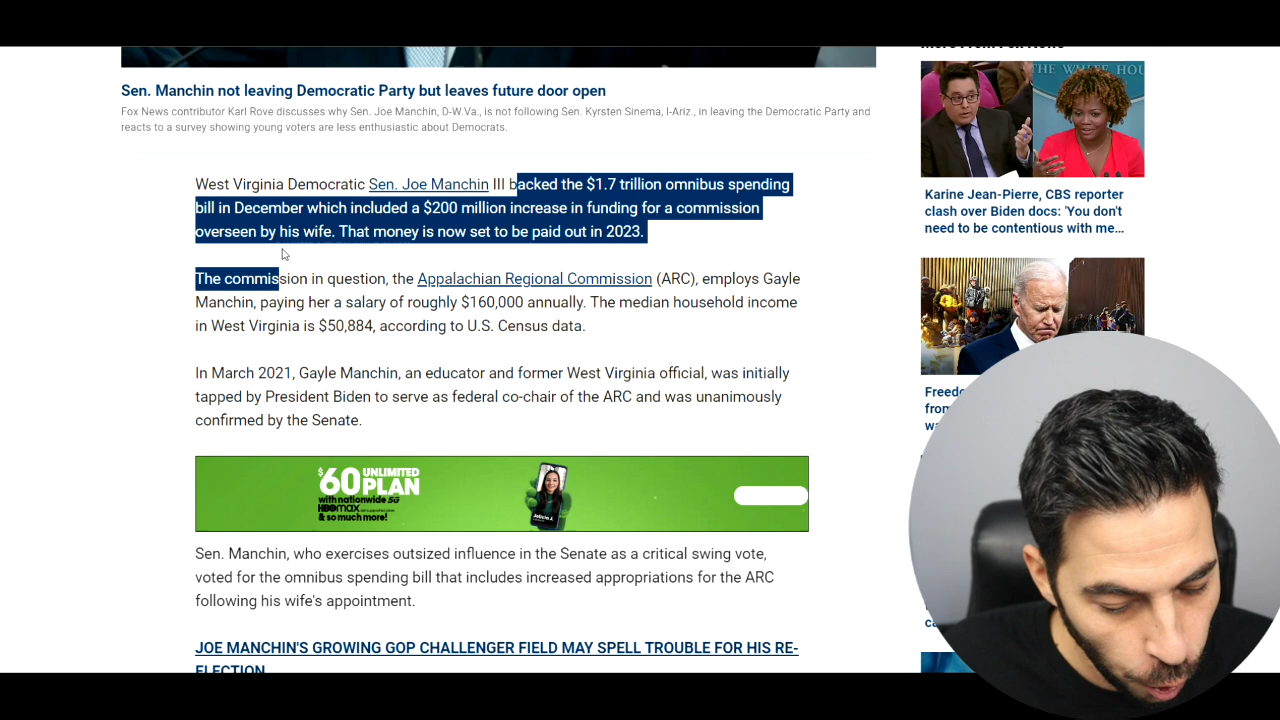 More From Fox News
Sen. Manchin not leaving Democratic Party but leaves future door open
Fox News contributor Karl Rove discusses why Sen. Joe Manchin, D-W.Va., is not following Sen. Kyrsten Sinema, I-Ariz., in leaving the Democratic Party and
reacts to a survey showing young voters are less enthusiastic about Democrats.
West Virginia Democratic Sen. Joe Manchin III backed the $1.7 trillion omnibus spending
bill in December which included a $200 million increase in funding for a commission
overseen by his wife. That money is now set to be paid out in 2023.
The commission in question, the Appalachian Regional Commission (ARC), employs Gayle
Manchin, paying her a salary of roughly $160,000 annually. The median household income
in West Virginia is $50,884, according to U.S. Census data.
In March 2021, Gayle Manchin, an educator and former West Virginia official, was initially
tapped by President Biden to serve as federal co-chair of the ARC and was unanimously
confirmed by the Senate.
$60 UNLIMITED
PLAN
with nationwide 5G
HBOmax
& so much more!
Sen. Manchin, who exercises outsized influence in the Senate as a critical swing vote,
voted for the omnibus spending bill that includes increased appropriations for the ARC
following his wife's appointment.
JOE MANCHIN'S GROWING GOP CHALLENGER FIELD MAY SPELL TROUBLE FOR HIS RE-
ELECTION
THE WHITE HOU
Karine Jean-Pierre, CBS reporter
clash over Biden docs: 'You don't
need to be contentious with me…